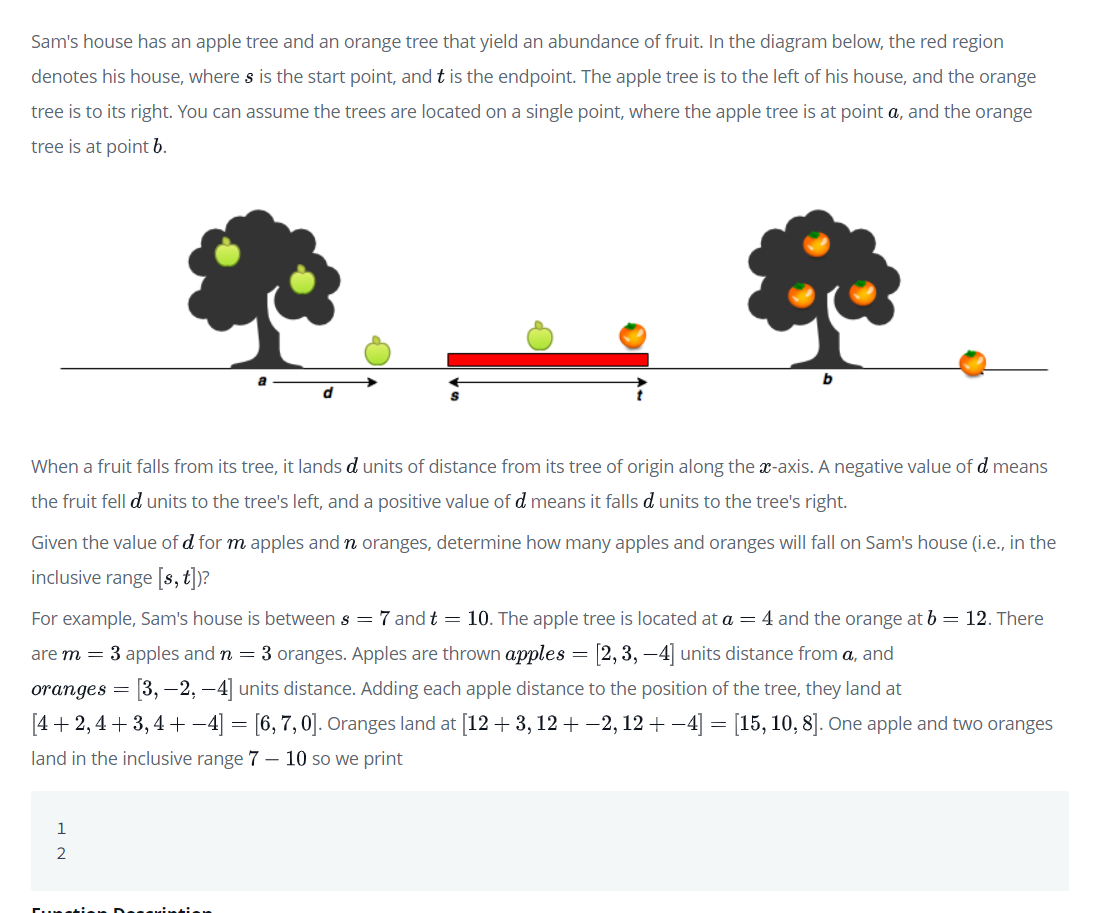 Sam's house has an apple tree and an orange tree that yield an abundance of fruit. In the diagram below, the red region
denotes his house, where s is the start point, and t is the endpoint. The apple tree is to the left of his house, and the orange
tree is to its right. You can assume the trees are located on a single point, where the apple tree is at point a, and the orange
tree is at point b.
a
d
s
t
b
When a fruit falls from its tree, it lands d units of distance from its tree of origin along the x-axis. A negative value of d means
the fruit fell d units to the tree's left, and a positive value of d means it falls d units to the tree's right.
Given the value of d for m apples and n oranges, determine how many apples and oranges will fall on Sam's house (i.e., in the
inclusive range [s, t])?
For example, Sam's house is between s = 7 and t = 10. The apple tree is located at a = 4 and the orange at b = 12. There
are m = 3 apples and n = 3 oranges. Apples are thrown apples = [2, 3, −4] units distance from a, and
oranges = [3, −2, −4] units distance. Adding each apple distance to the position of the tree, they land at
[4 + 2, 4 + 3, 4 + −4] = [6, 7, 0]. Oranges land at [12 + 3, 12 + −2, 12 + −4] = [15, 10, 8]. One apple and two oranges
land in the inclusive range 7 − 10 so we print
1
2
Function Description